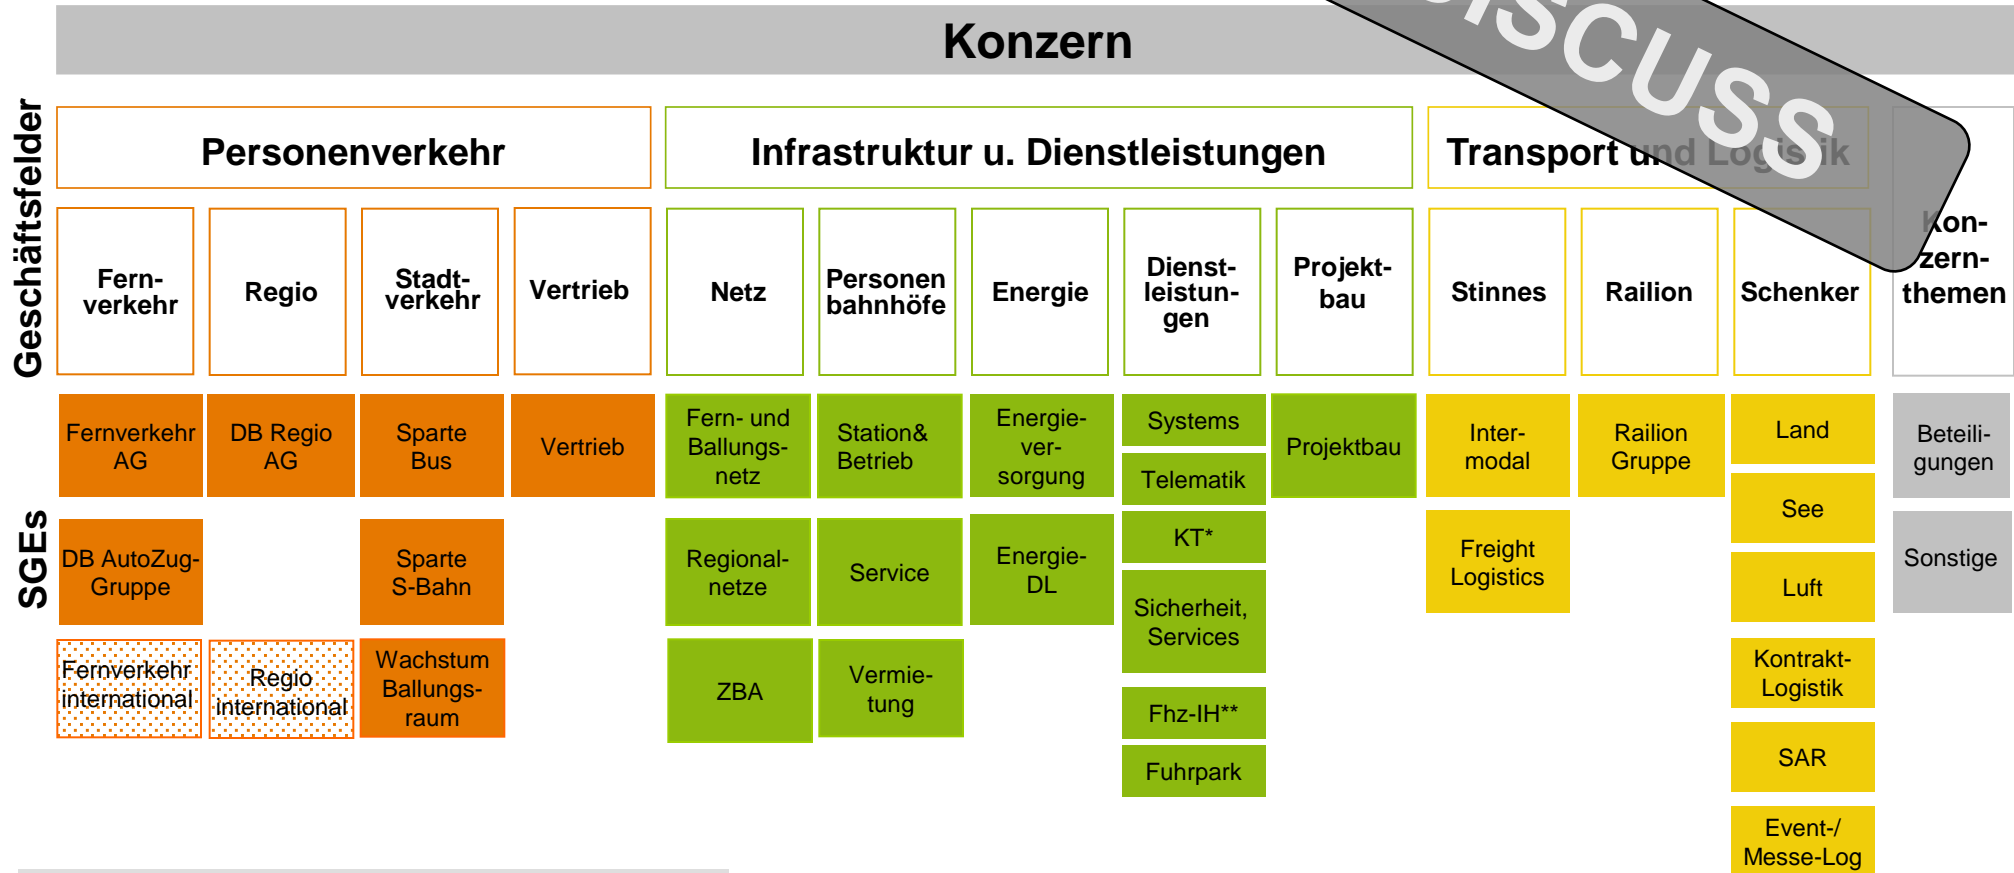 Konzern
DISCUSS
Geschäftsfelder
Personenverkehr
Infrastruktur u. Dienstleistungen
Transport und Logistik
Fern-
verkehr
Regio
Stadt-
verkehr
Vertrieb
Netz
Personen
bahnhöfe
Energie
Dienst-
leistun-
gen
Projekt-
bau
Stinnes
Railion
Schenker
Kon-
zern-
themen
SGEs
Fernverkehr
AG
DB AutoZug-
Gruppe
Fernverkehr
international
DB Regio
AG
Regio
international
Sparte
Bus
Sparte
S-Bahn
Wachstum
Ballungs-
raum
Vertrieb
Fern- und
Ballungs-
netz
Regional-
netze
ZBA
Station&
Betrieb
Service
Vermie-
tung
Energie-
ver-
sorgung
Energie-
DL
Systems
Telematik
KT*
Sicherheit,
Services
Fhz-IH**
Fuhrpark
Projektbau
Inter-
modal
Freight
Logistics
Railion
Gruppe
Land
See
Luft
Kontrakt-
Logistik
SAR
Event-/
Messe-Log
Beteili-
gungen
Sonstige